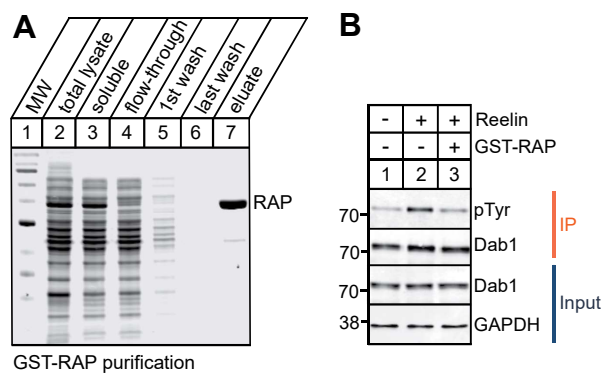 A
MW
total lysate
soluble
flow-through
1st wash
last wash
eluate
1 2 3 4 5 6 7
RAP
GST-RAP purification
B
- + + Reelin
- - + GST-RAP
1 2 3
70 pTyr
70 Dab1
IP
70 Dab1
38 GAPDH
Input